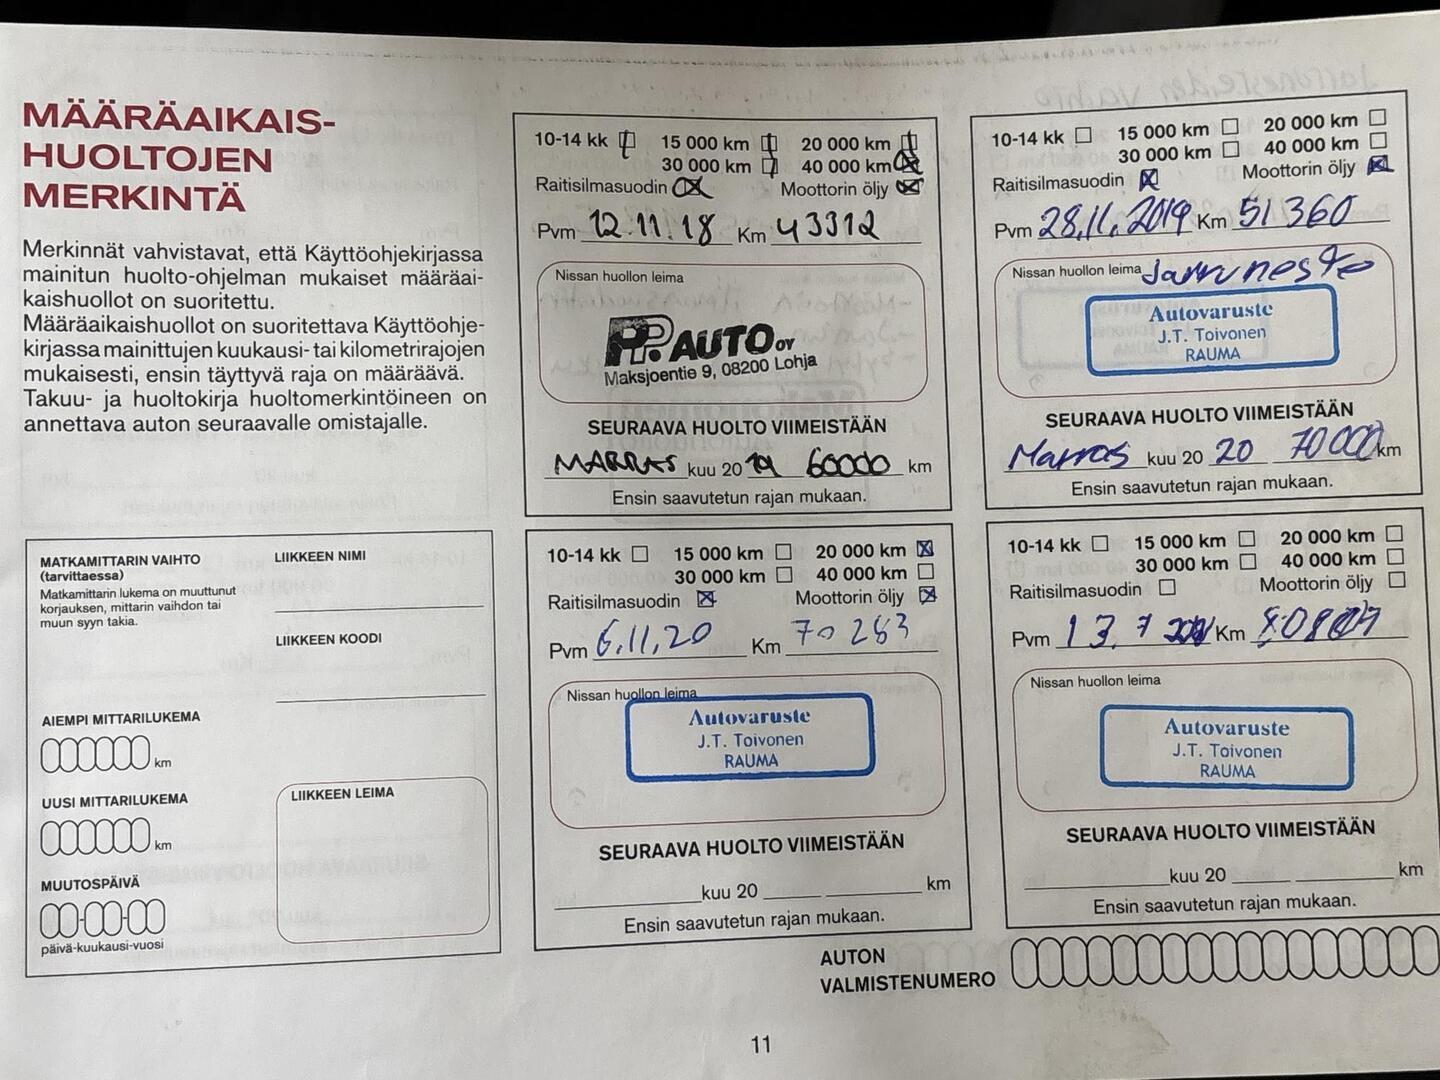 MÄÄRÄAIKAIS-
HUOLTOJEN
MERKINTÄ
Merkinnät vahvistavat, että Käyttöohjekirjassa
mainitun huolto-ohjelman mukaiset määräai-
kaishuollot on suoritettu.
Määräaikaishuollot on suoritettava Käyttöohje-
kirjassa mainittujen kuukausi- tai kilometrirajojen
mukaisesti, ensin täyttyvä raja on määräävä.
Takuu- ja huoltokirja huoltomerkintöineen on
annettava auton seuraavalle omistajalle.
MATKAMITTARIN VAIHTO
(tarvittaessa)
Matkamittarin lukema on muuttunut
korjauksen, mittarin vaihdon tai
muun syyn takia.
LIIKKEEN NIMI
LIIKKEEN KOODI
AIEMPI MITTARILUKEMA
km
UUSI MITTARILUKEMA
km
MUUTOSPÄIVÄ
päivä-kuukausi-vuosi
LIIKKEEN LEIMA
10-14 kk 15 000 km 20 000 km
30 000 km 40 000 km
Raitisilmasuodin Moottorin öljy
Pvm 12.11.18 Km 43312
Nissan huollon leima
PP. AUTO OY
Maksjoentie 9, 08200 Lohja
SEURAAVA HUOLTO VIIMEISTÄÄN
MARRAS kuu 20 19 60000 km
Ensin saavutetun rajan mukaan.
10-14 kk 15 000 km 20 000 km
30 000 km 40 000 km
Raitisilmasuodin Moottorin öljy
Pvm 28.11.2019 Km 51 360
Nissan huollon leima Jarruneste
Autovaruste
J.T. Toivonen
RAUMA
SEURAAVA HUOLTO VIIMEISTÄÄN
Marras kuu 20 20 70 000 km
Ensin saavutetun rajan mukaan.
10-14 kk 15 000 km 20 000 km
30 000 km 40 000 km
Raitisilmasuodin Moottorin öljy
Pvm 6.11.20 Km 70 283
Nissan huollon leima
Autovaruste
J.T. Toivonen
RAUMA
SEURAAVA HUOLTO VIIMEISTÄÄN
kuu 20 km
Ensin saavutetun rajan mukaan.
10-14 kk 15 000 km 20 000 km
30 000 km 40 000 km
Raitisilmasuodin Moottorin öljy
Pvm 13. 7 Km
Nissan huollon leima
Autovaruste
J.T. Toivonen
RAUMA
SEURAAVA HUOLTO VIIMEISTÄÄN
kuu 20 km
Ensin saavutetun rajan mukaan.
AUTON
VALMISTENUMERO
11